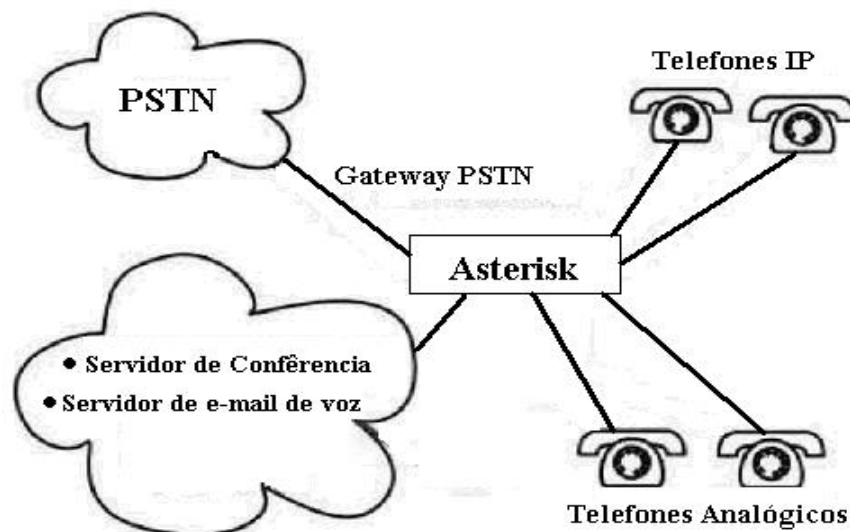 PSTN
Telefones IP
Gateway PSTN
Asterisk
• Servidor de Confêrencia
• Servidor de e-mail de voz
Telefones Analógicos